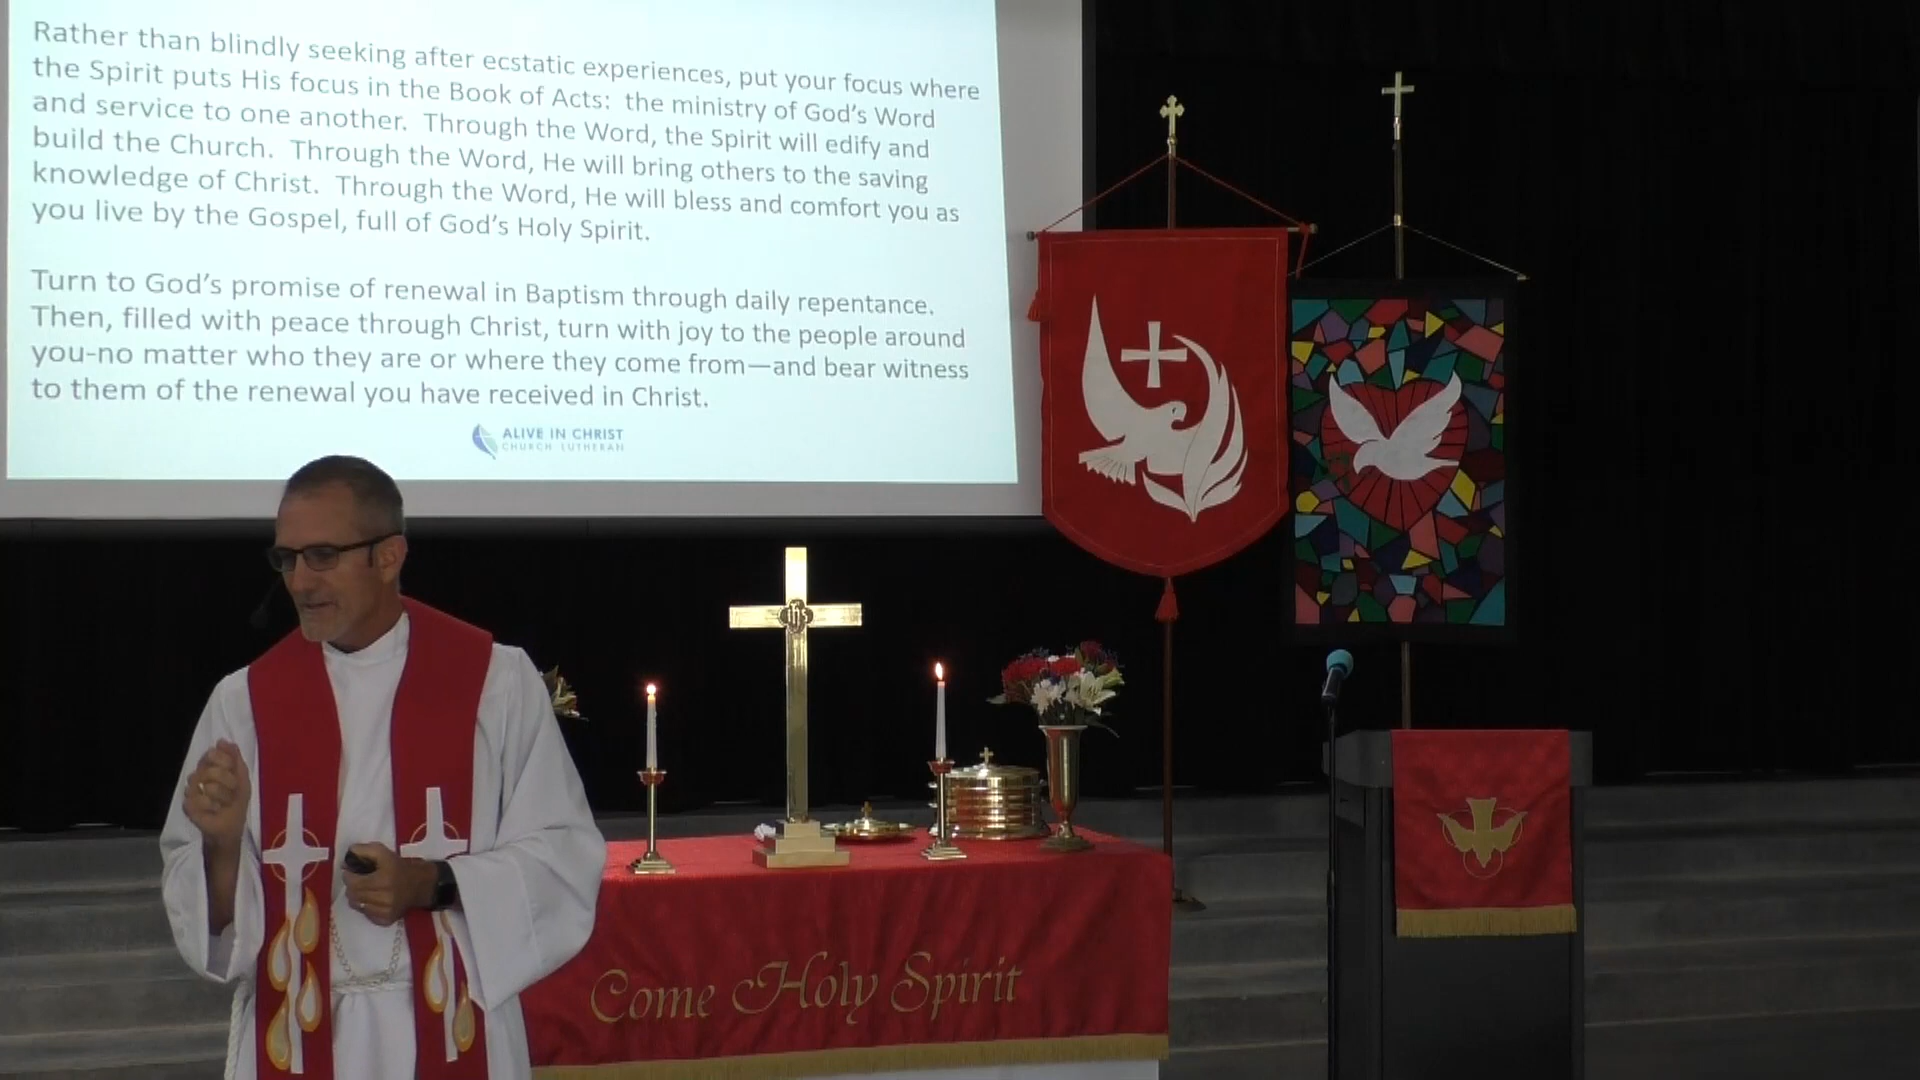 Rather than blindly seeking after ecstatic experiences, put your focus where
the Spirit puts His focus in the Book of Acts: the ministry of God's Word
and service to one another. Through the Word, the Spirit will edify and
build the Church. Through the Word, He will bring others to the saving
knowledge of Christ. Through the Word, He will bless and comfort you as
you live by the Gospel, full of God's Holy Spirit.
Turn to God's promise of renewal in Baptism through daily repentance.
Then, filled with peace through Christ, turn with joy to the people around
you-no matter who they are or where they come from—and bear witness
to them of the renewal you have received in Christ.
ALIVE IN CHRIST
CHURCH LUTHERAN
ihs
Come Holy Spirit